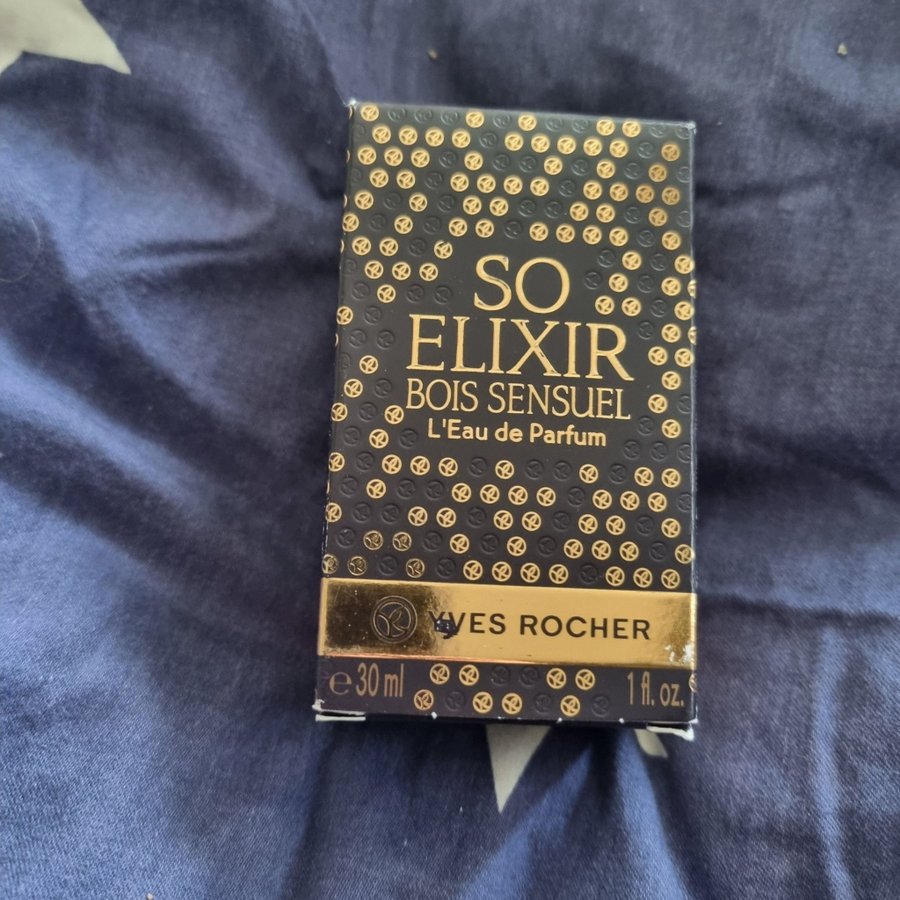 SO
ELIXIR
BOIS SENSUEL
L'Eau de Parfum
YVES ROCHER
℮30 ml 1 fl. oz.